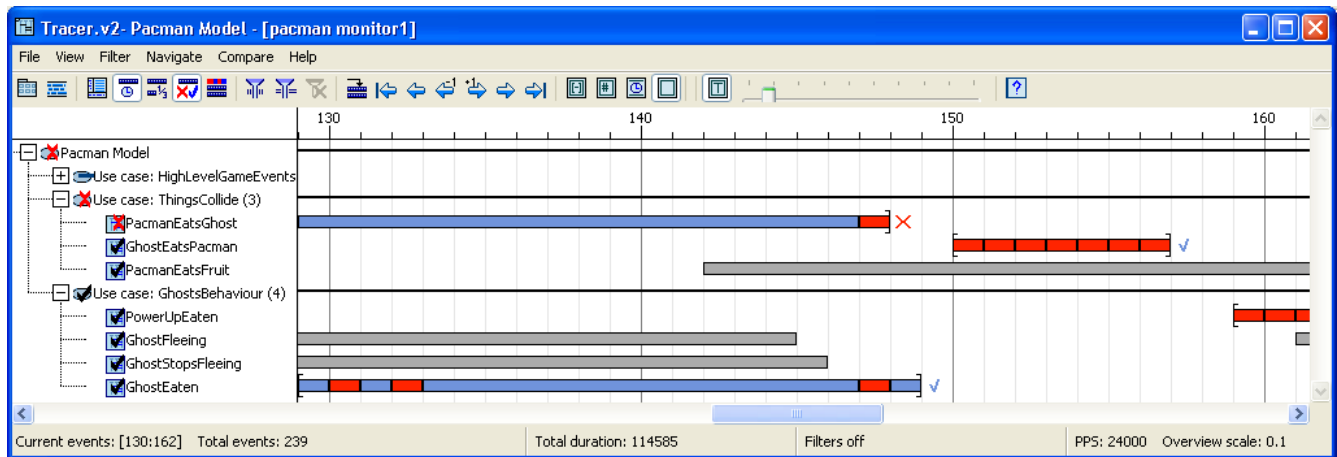 Tracer.v2- Pacman Model - [pacman monitor1]
File View Filter Navigate Compare Help
130 140 150 160
Pacman Model
Use case: HighLevelGameEvents
Use case: ThingsCollide (3)
PacmanEatsGhost
GhostEatsPacman
PacmanEatsFruit
Use case: GhostsBehaviour (4)
PowerUpEaten
GhostFleeing
GhostStopsFleeing
GhostEaten
Current events: [130:162] Total events: 239 Total duration: 114585 Filters off PPS: 24000 Overview scale: 0.1